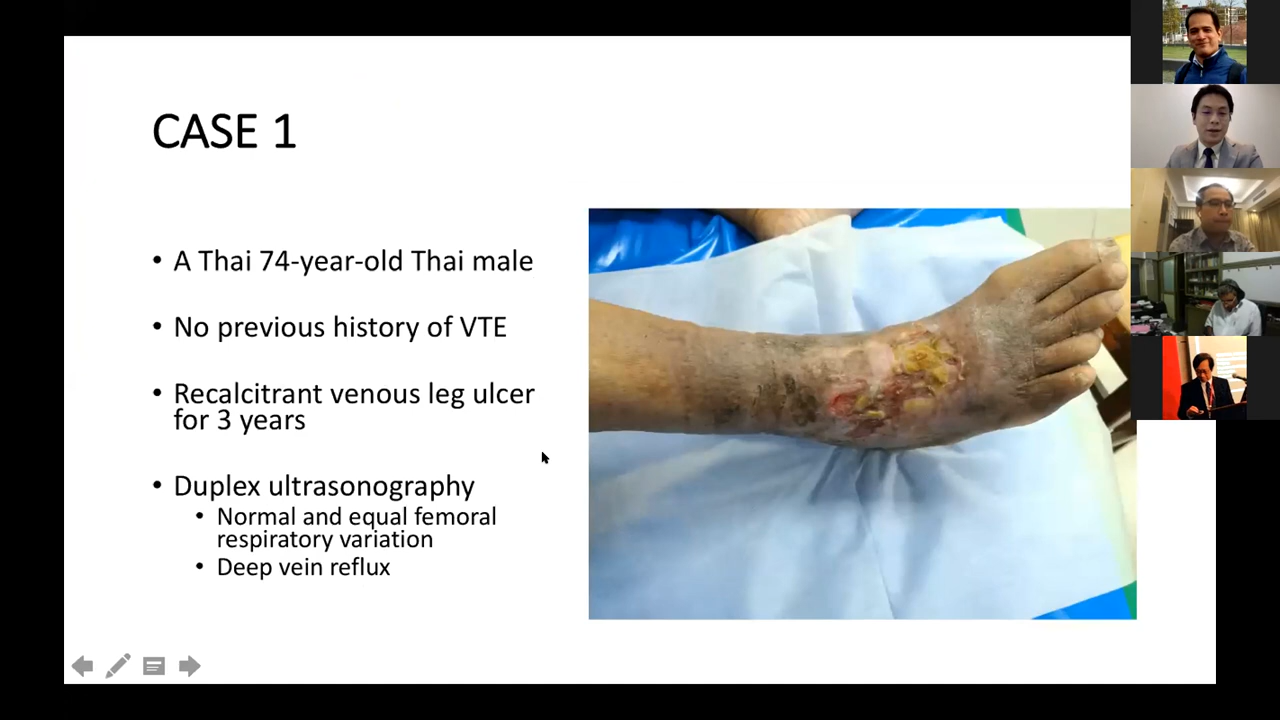 CASE 1
• A Thai 74-year-old Thai male
• No previous history of VTE
• Recalcitrant venous leg ulcer
for 3 years
• Duplex ultrasonography
• Normal and equal femoral
respiratory variation
• Deep vein reflux